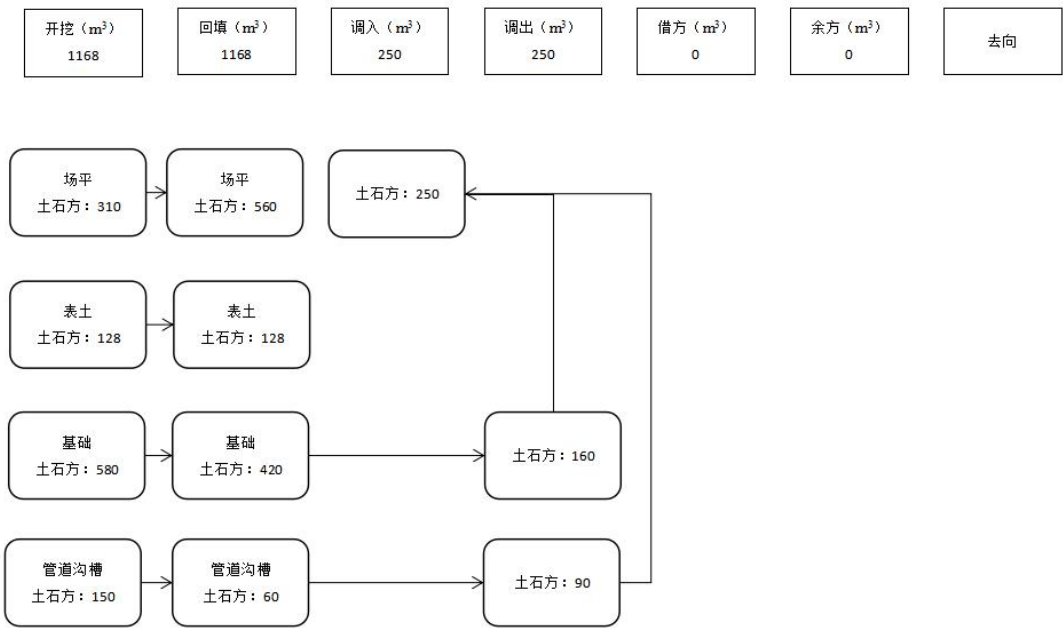 开挖（m³）
1168
回填（m³）
1168
调入（m³）
250
调出（m³）
250
借方（m³）
0
余方（m³）
0
去向
场平
土石方：310
场平
土石方：560
土石方：250
表土
土石方：128
表土
土石方：128
基础
土石方：580
基础
土石方：420
土石方：160
管道沟槽
土石方：150
管道沟槽
土石方：60
土石方：90